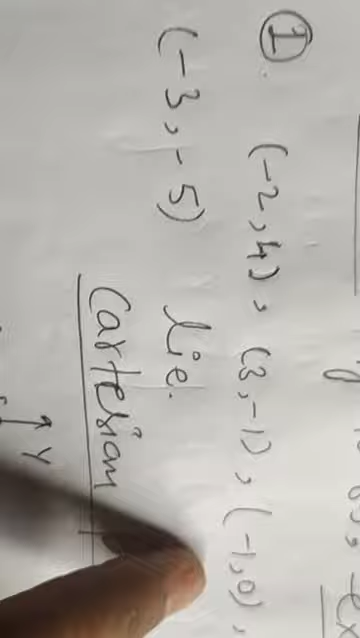 ① (-2,4), (3,-1), (-1,0),
(-3,-5) lie.
Cartesian
↑ Y